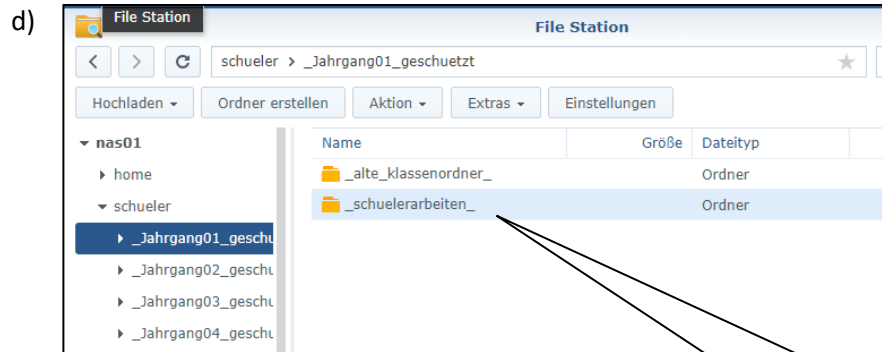 d)
File Station
File Station
schueler > _Jahrgang01_geschuetzt
Hochladen Ordner erstellen Aktion Extras Einstellungen
nas01
Name Größe Dateityp
home
_alte_klassenordner_ Ordner
schueler
_schuelerarbeiten_ Ordner
_Jahrgang01_geschu
_Jahrgang02_geschu
_Jahrgang03_geschu
_Jahrgang04_geschu